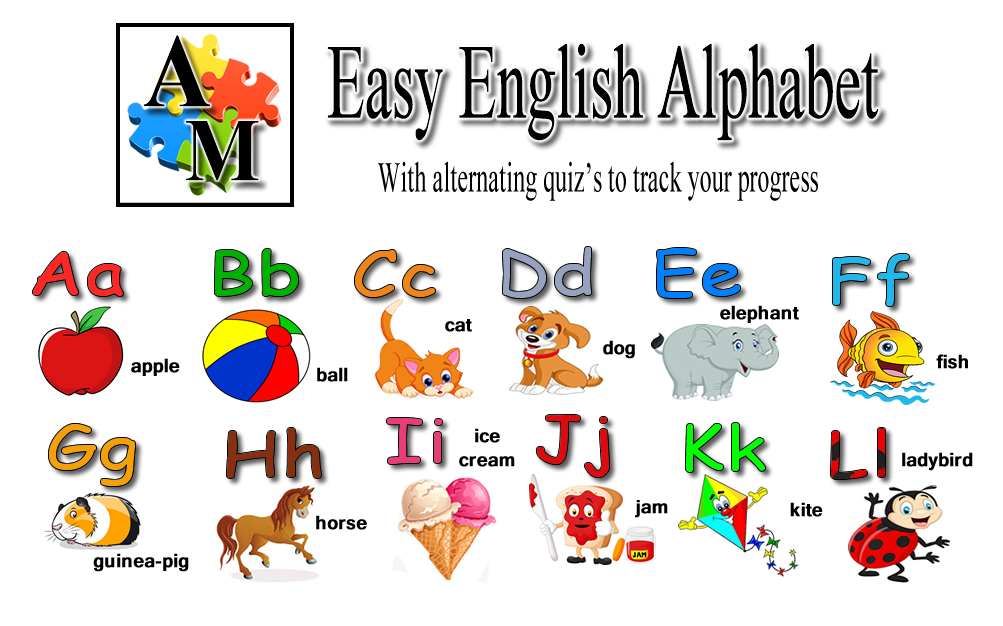 A
M
Easy English Alphabet
With alternating quiz’s to track your progress
Aa
apple
Bb
ball
Cc
cat
Dd
dog
Ee
elephant
Ff
fish
Gg
guinea-pig
Hh
horse
Ii
ice
cream
Jj
jam
JAM
Kk
kite
Ll
ladybird